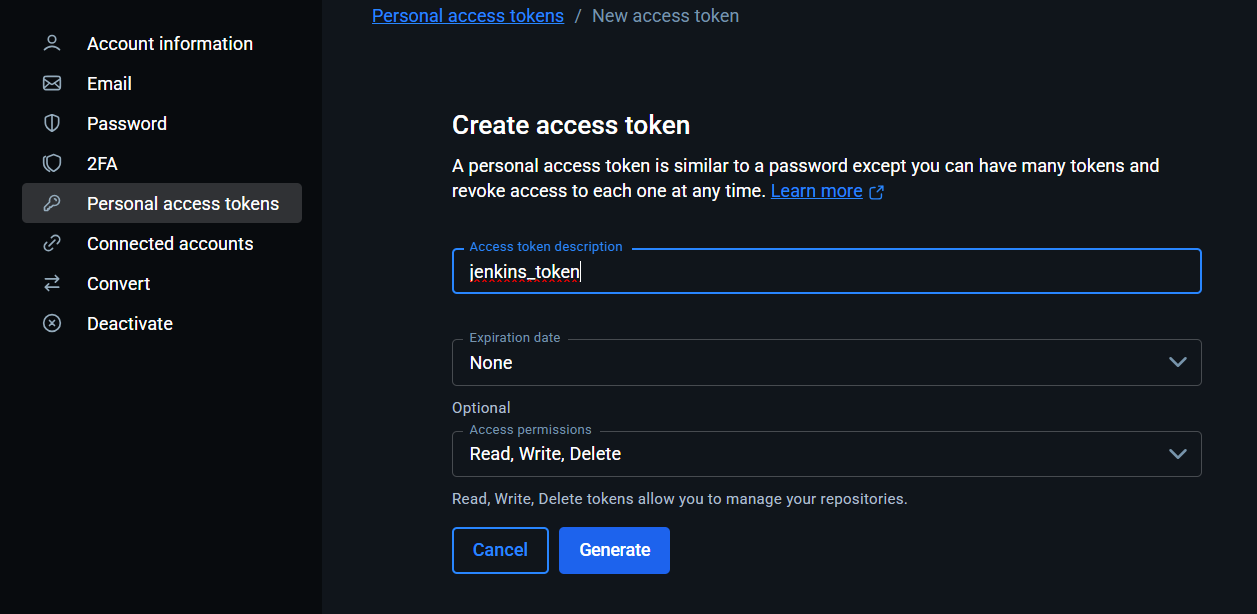 Personal access tokens / New access token
Account information
Email
Password
2FA
Personal access tokens
Connected accounts
Convert
Deactivate
Create access token
A personal access token is similar to a password except you can have many tokens and
revoke access to each one at any time. Learn more
Access token description
jenkins_token
Expiration date
None
Optional
Access permissions
Read, Write, Delete
Read, Write, Delete tokens allow you to manage your repositories.
Cancel
Generate